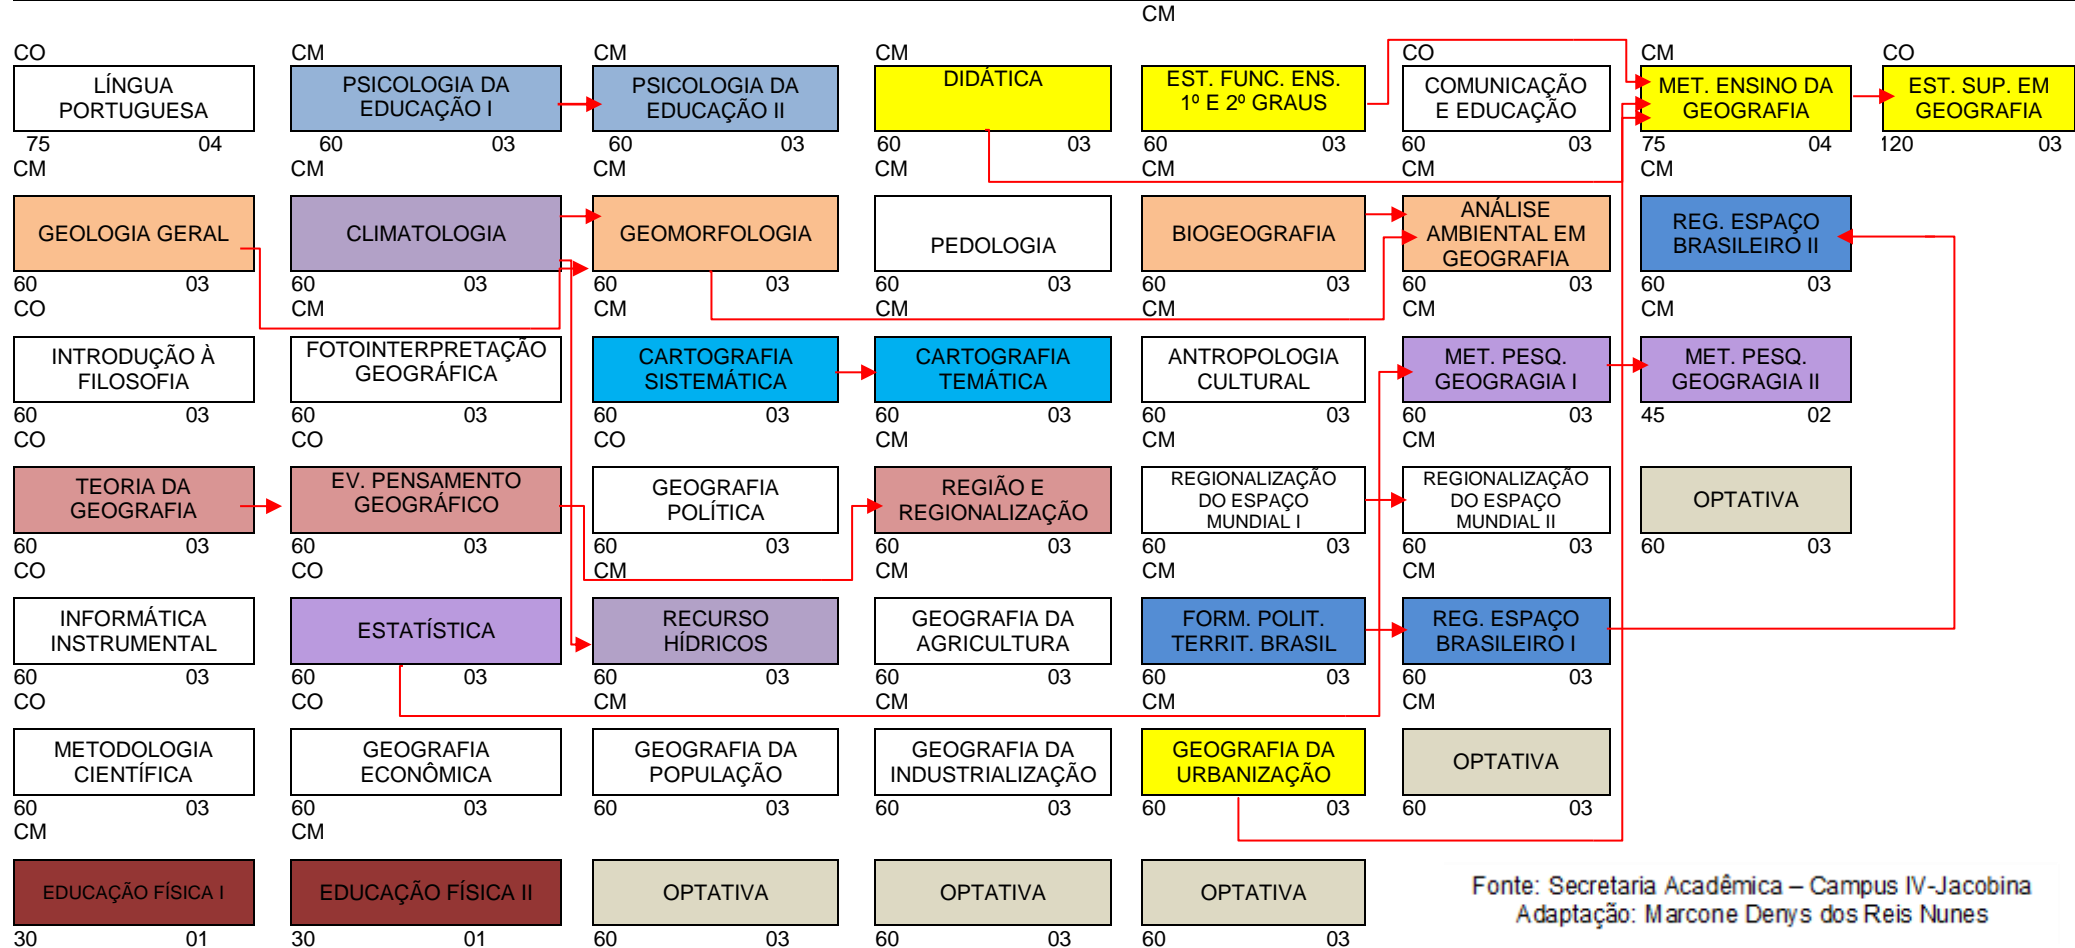 CM
CO CM CM CM CO CM CO
LÍNGUA
PORTUGUESA
PSICOLOGIA DA
EDUCAÇÃO I
PSICOLOGIA DA
EDUCAÇÃO II
DIDÁTICA
EST. FUNC. ENS.
1º E 2º GRAUS
COMUNICAÇÃO
E EDUCAÇÃO
MET. ENSINO DA
GEOGRAFIA
EST. SUP. EM
GEOGRAFIA
75 04 60 03 60 03 60 03 60 03 60 03 75 04 120 03
CM CM CM CM CM CM CM
GEOLOGIA GERAL
CLIMATOLOGIA
GEOMORFOLOGIA
PEDOLOGIA
BIOGEOGRAFIA
ANÁLISE
AMBIENTAL EM
GEOGRAFIA
REG. ESPAÇO
BRASILEIRO II
60 03 60 03 60 03 60 03 60 03 60 03 60 03
CO CM CM CM CM CM CM
INTRODUÇÃO À
FILOSOFIA
FOTOINTERPRETAÇÃO
GEOGRÁFICA
CARTOGRAFIA
SISTEMÁTICA
CARTOGRAFIA
TEMÁTICA
ANTROPOLOGIA
CULTURAL
MET. PESQ.
GEOGRAGIA I
MET. PESQ.
GEOGRAGIA II
60 03 60 03 60 03 60 03 60 03 60 03 45 02
CO CO CO CM CM CM
TEORIA DA
GEOGRAFIA
EV. PENSAMENTO
GEOGRÁFICO
GEOGRAFIA
POLÍTICA
REGIÃO E
REGIONALIZAÇÃO
REGIONALIZAÇÃO
DO ESPAÇO
MUNDIAL I
REGIONALIZAÇÃO
DO ESPAÇO
MUNDIAL II
OPTATIVA
60 03 60 03 60 03 60 03 60 03 60 03 60 03
CO CO CM CM CM CM
INFORMÁTICA
INSTRUMENTAL
ESTATÍSTICA
RECURSO
HÍDRICOS
GEOGRAFIA DA
AGRICULTURA
FORM. POLIT.
TERRIT. BRASIL
REG. ESPAÇO
BRASILEIRO I
60 03 60 03 60 03 60 03 60 03 60 03
CO CO CM CM CM CM
METODOLOGIA
CIENTÍFICA
GEOGRAFIA
ECONÔMICA
GEOGRAFIA DA
POPULAÇÃO
GEOGRAFIA DA
INDUSTRIALIZAÇÃO
GEOGRAFIA DA
URBANIZAÇÃO
OPTATIVA
60 03 60 03 60 03 60 03 60 03 60 03
CM CM
EDUCAÇÃO FÍSICA I
EDUCAÇÃO FÍSICA II
OPTATIVA
OPTATIVA
OPTATIVA
30 01 30 01 60 03 60 03 60 03
Fonte: Secretaria Acadêmica – Campus IV-Jacobina
Adaptação: Marcone Denys dos Reis Nunes